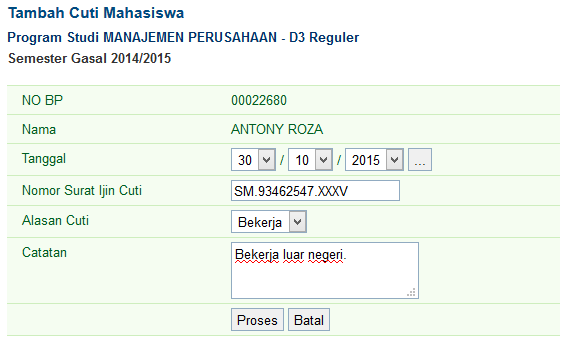 Tambah Cuti Mahasiswa
Program Studi MANAJEMEN PERUSAHAAN - D3 Reguler
Semester Gasal 2014/2015
NO BP 00022680
Nama ANTONY ROZA
Tanggal 30 / 10 / 2015 ...
Nomor Surat Ijin Cuti SM.93462547.XXXV
Alasan Cuti Bekerja
Catatan Bekerja luar negeri.
Proses Batal